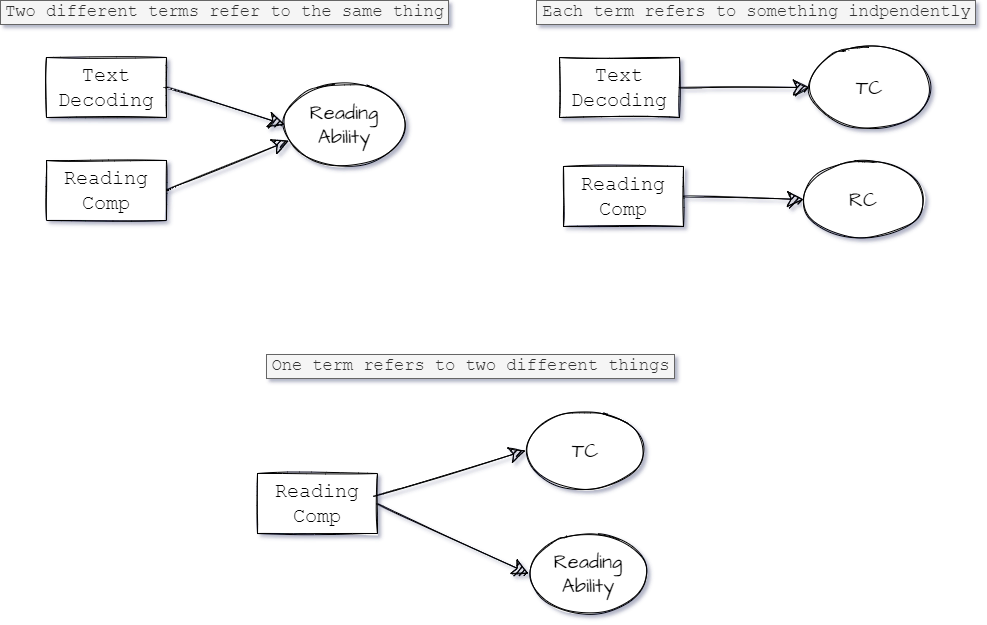 Two different terms refer to the same thing
Each term refers to something indpendently
Text
Decoding
Reading
Ability
Reading
Comp
Text
Decoding
TC
Reading
Comp
RC
One term refers to two different things
Reading
Comp
TC
Reading
Ability